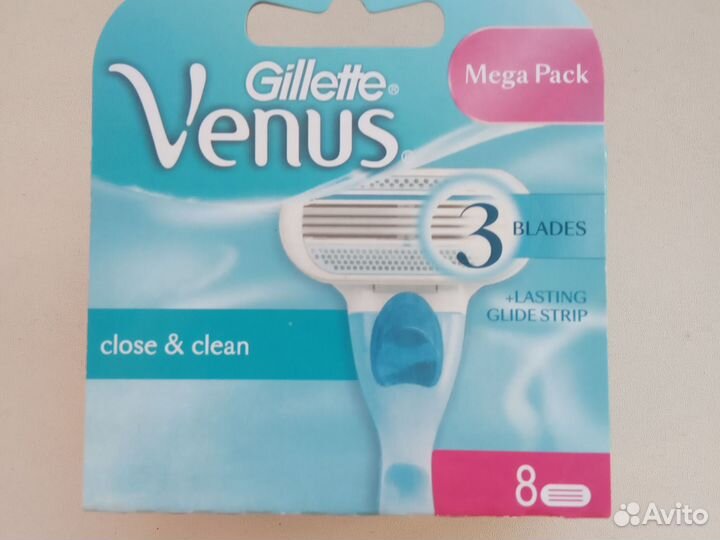 Gillette®
Venus®
Mega Pack
3 BLADES
+LASTING
GLIDE STRIP
close & clean
8
Avito